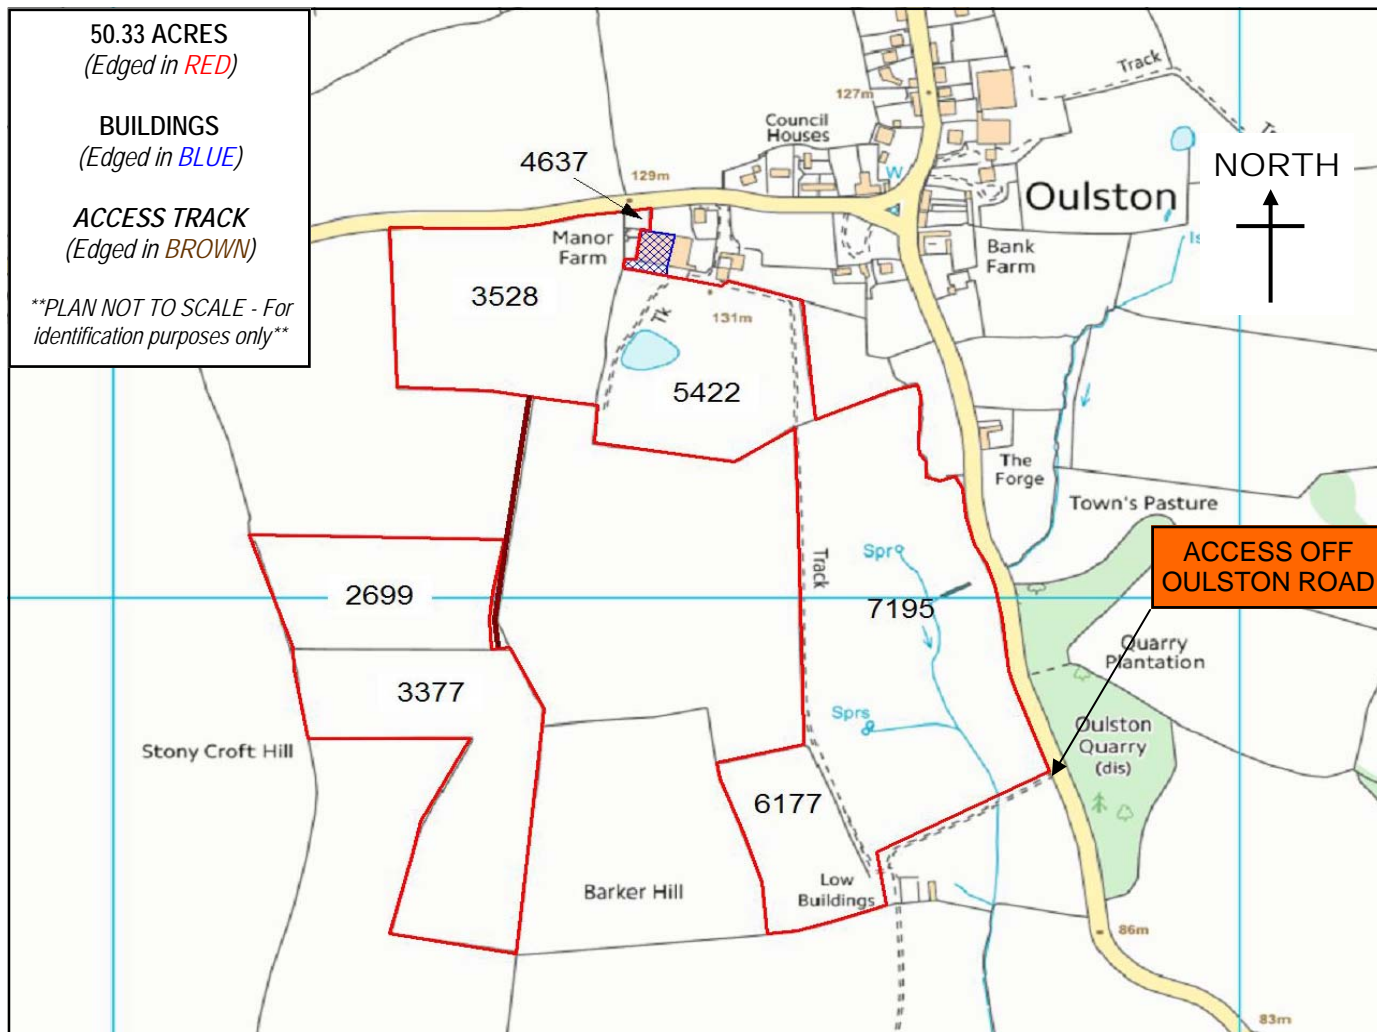 50.33 ACRES
(Edged in RED)
BUILDINGS
(Edged in BLUE)
ACCESS TRACK
(Edged in BROWN)
**PLAN NOT TO SCALE - For
identification purposes only**
Track
127m
Council
Houses
4637
W
NORTH
129m
Oulston
Manor
Farm
Bank
Farm
Is
3528
Tk
131m
5422
The
Forge
Town's Pasture
Track
Spr
ACCESS OFF
OULSTON ROAD
2699
7195
Quarry
Plantation
3377
Sprs
Stony Croft Hill
Oulston
Quarry
(dis)
6177
Barker Hill
Low
Buildings
86m
83m